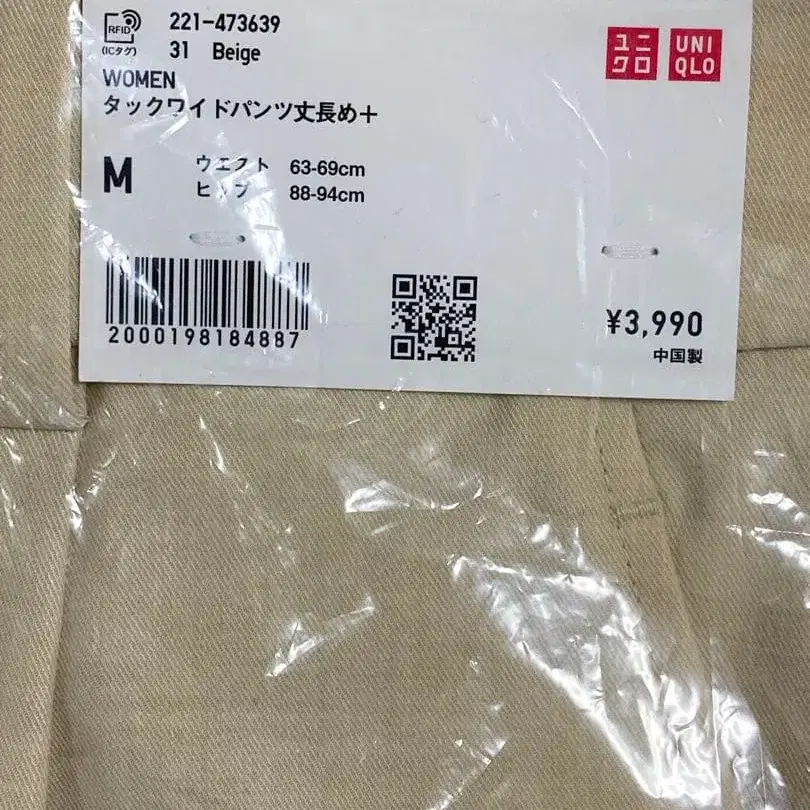 RFID
(ICタグ)
221-473639
31 Beige
WOMEN
タックワイドパンツ丈長め＋
ユニ
クロ
UNI
QLO
M
ウエスト 63-69cm
ヒップ 88-94cm
2000198184887
¥3,990
中国製